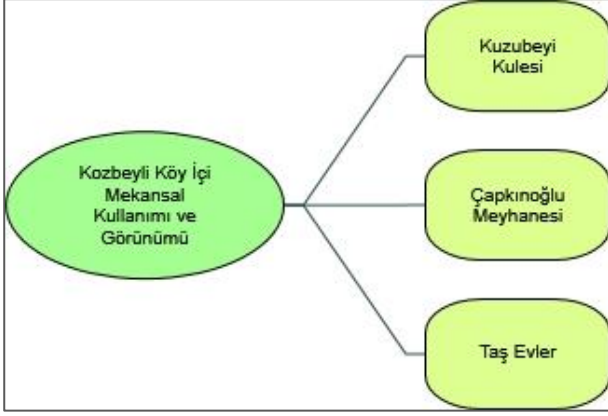 Kozbeyli Köy İçi
Mekansal
Kullanımı ve
Görünümü
Kuzubeyi
Kulesi
Çapkınoğlu
Meyhanesi
Taş Evler